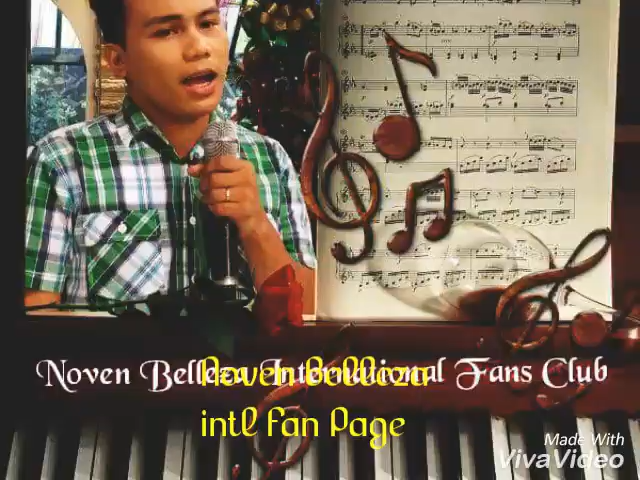 Noven Belleza International Fans Club
Noven Belleza
intl Fan Page
Made With
VivaVideo